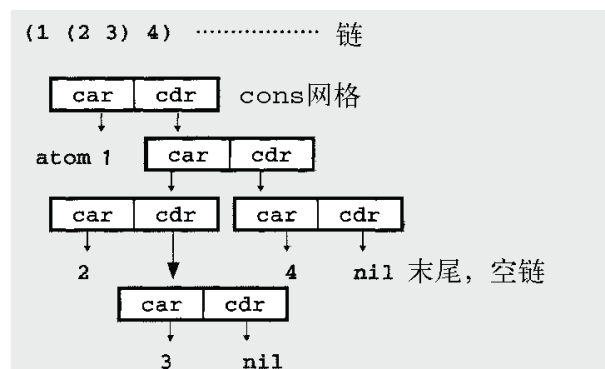 (1 (2 3) 4) ·················· 链
car cdr cons网格
atom 1 car cdr
car cdr car cdr
2 4 nil 末尾，空链
car cdr
3 nil